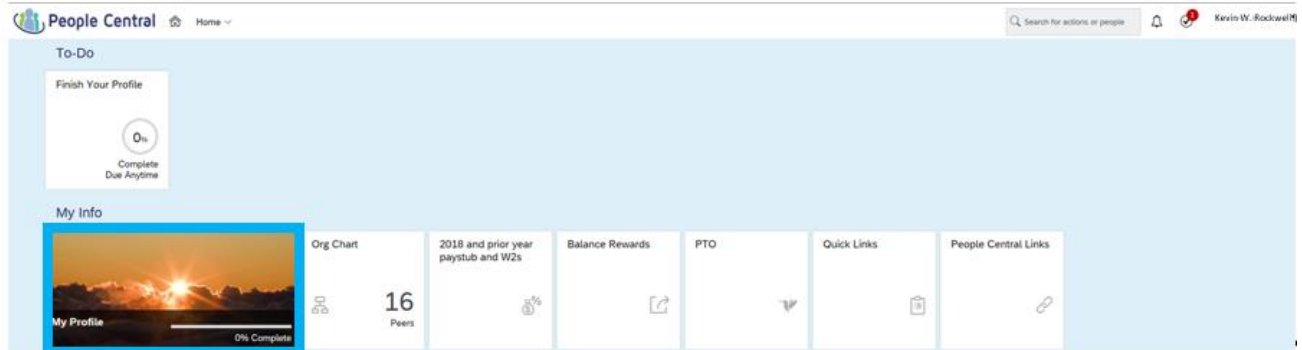 People Central Home Search for actions or people 1 Kevin W. Rockwell
To-Do
Finish Your Profile
0%
Complete
Due Anytime
My Info
Org Chart
16
Peers
2018 and prior year
paystub and W2s
Balance Rewards
PTO
Quick Links
People Central Links
My Profile
0% Complete